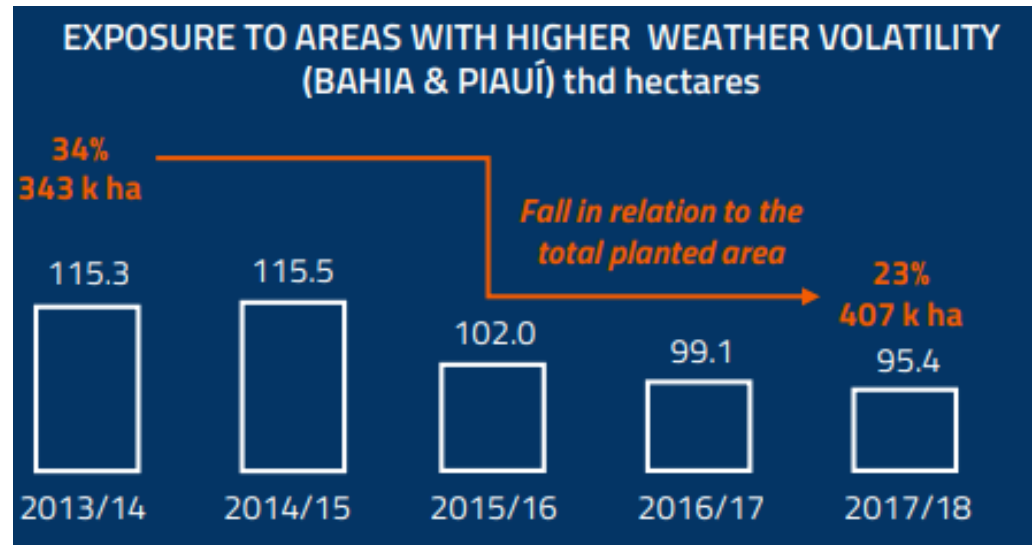 EXPOSURE TO AREAS WITH HIGHER WEATHER VOLATILITY
(BAHIA & PIAUÍ) thd hectares
34%
343 k ha
Fall in relation to the
total planted area
23%
407 k ha
115.3
115.5
102.0
99.1
95.4
2013/14
2014/15
2015/16
2016/17
2017/18